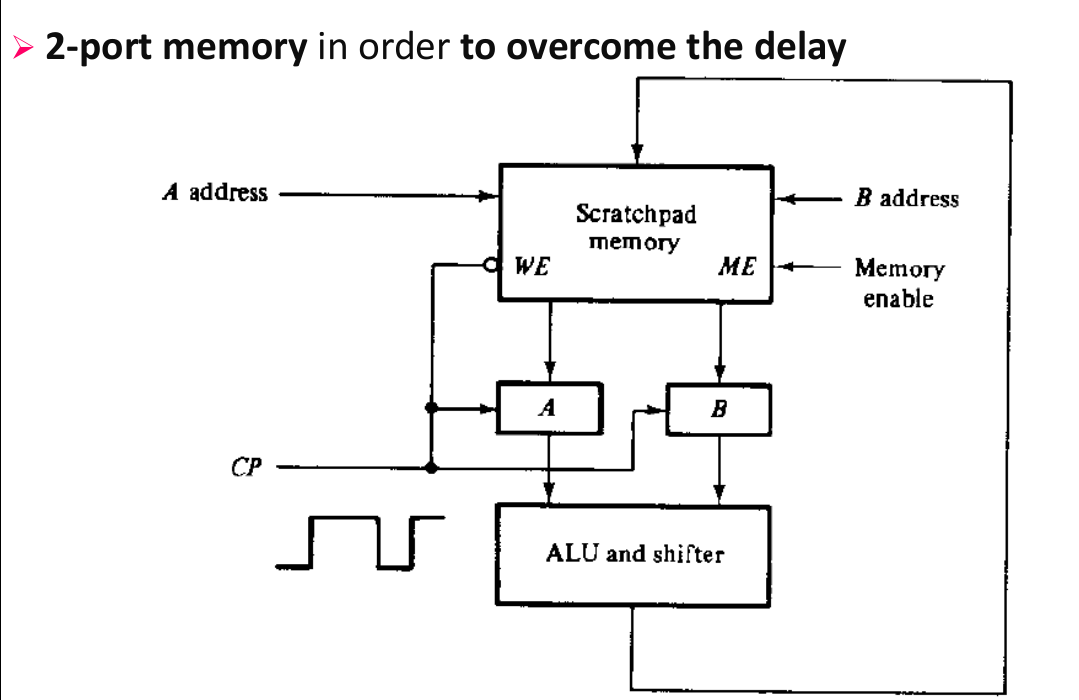 ➢ 2-port memory in order to overcome the delay
A address
B address
Scratchpad
memory
WE
ME
Memory
enable
A
B
CP
ALU and shifter